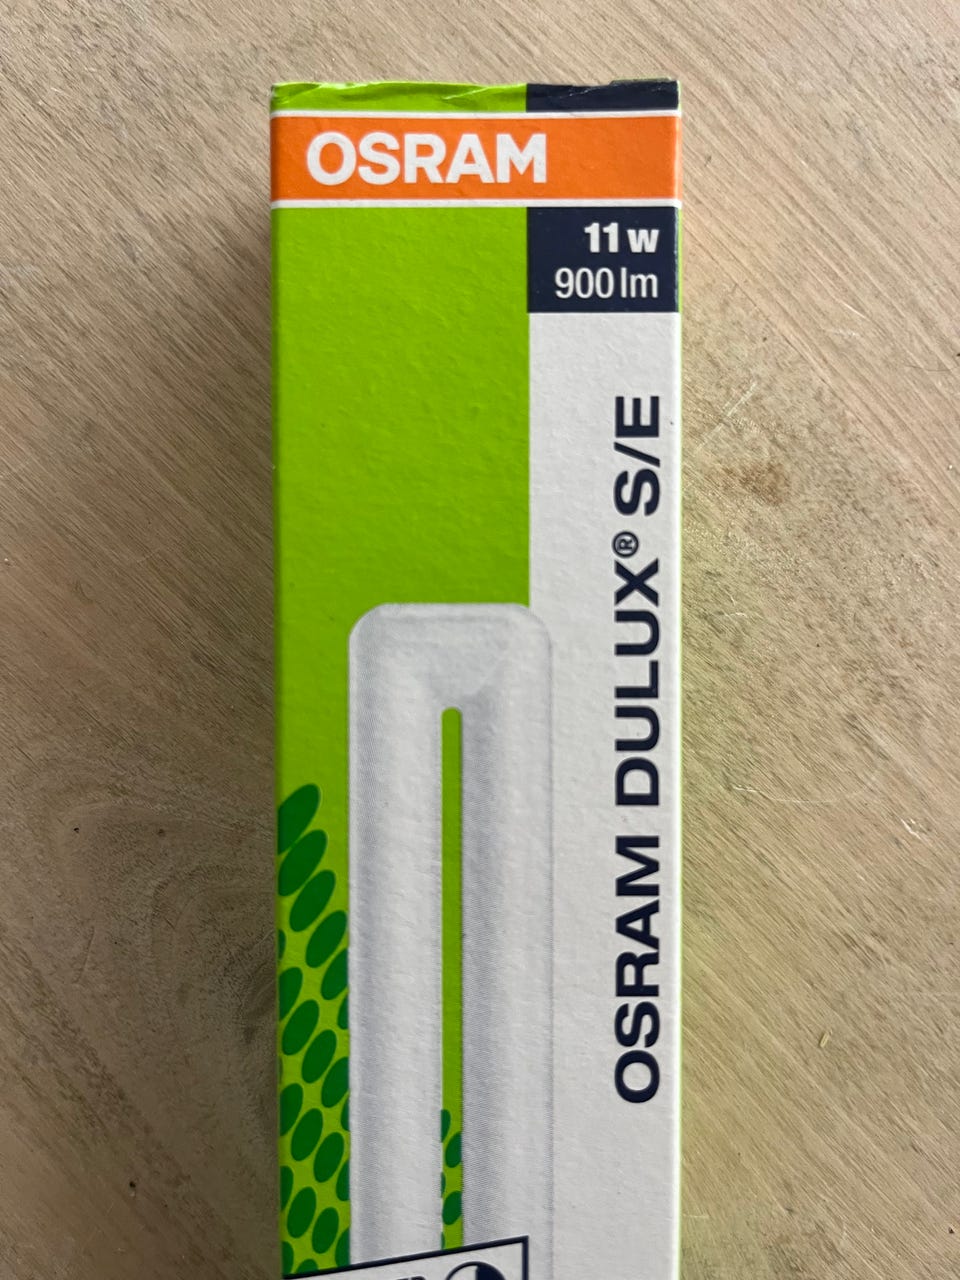 OSRAM
11 w
900 lm
OSRAM DULUX® S/E